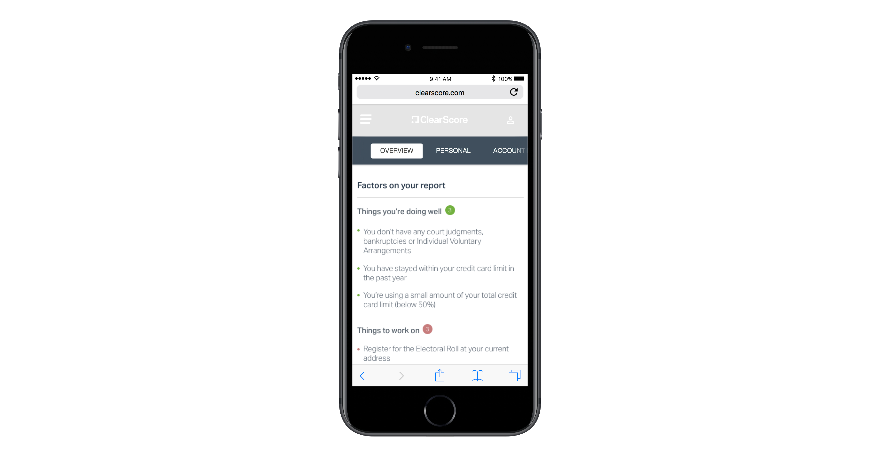 9:41 AM
100%
clearscore.com
ClearScore
OVERVIEW
PERSONAL
ACCOUNT
Factors on your report
Things you're doing well
You don't have any court judgments,
bankruptcies or Individual Voluntary
Arrangements
You have stayed within your credit card limit in
the past year
You're using a small amount of your total credit
card limit (below 50%)
Things to work on
Register for the Electoral Roll at your current
address